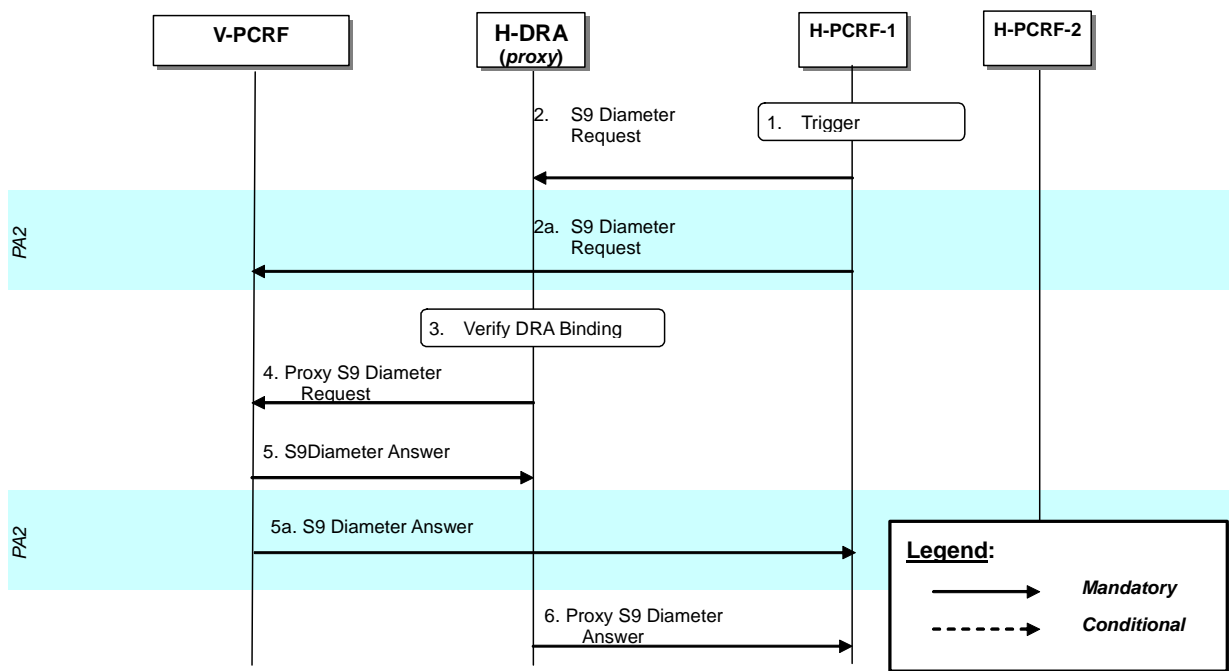 V-PCRF
H-DRA
(proxy)
H-PCRF-1
H-PCRF-2
1. Trigger
2. S9 Diameter
Request
PA2
2a. S9 Diameter
Request
3. Verify DRA Binding
4. Proxy S9 Diameter
Request
5. S9Diameter Answer
PA2
5a. S9 Diameter Answer
6. Proxy S9 Diameter
Answer
Legend:
Mandatory
Conditional